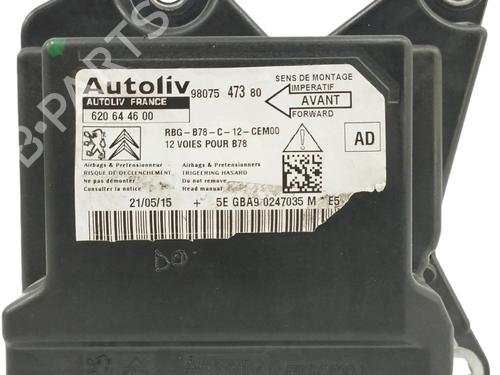 B-PARTS
Autoliv
AUTOLIV FRANCE
620 64 46 00
98075 473 80
SENS DE MONTAGE
IMPERATIF
AVANT
FORWARD
RBG-B78-C-12-CEM00
12 VOIES POUR B78
AD
Airbags & Pretensionneur
RISQUE DE DECLENCHEMENT
Ne pas démonter
Consulter la notice
Airbags & Pretensioners
TRIGGERING HASARD
Do not remove
Read manual
21/05/15 + 5E GBA9 0247035 M E5